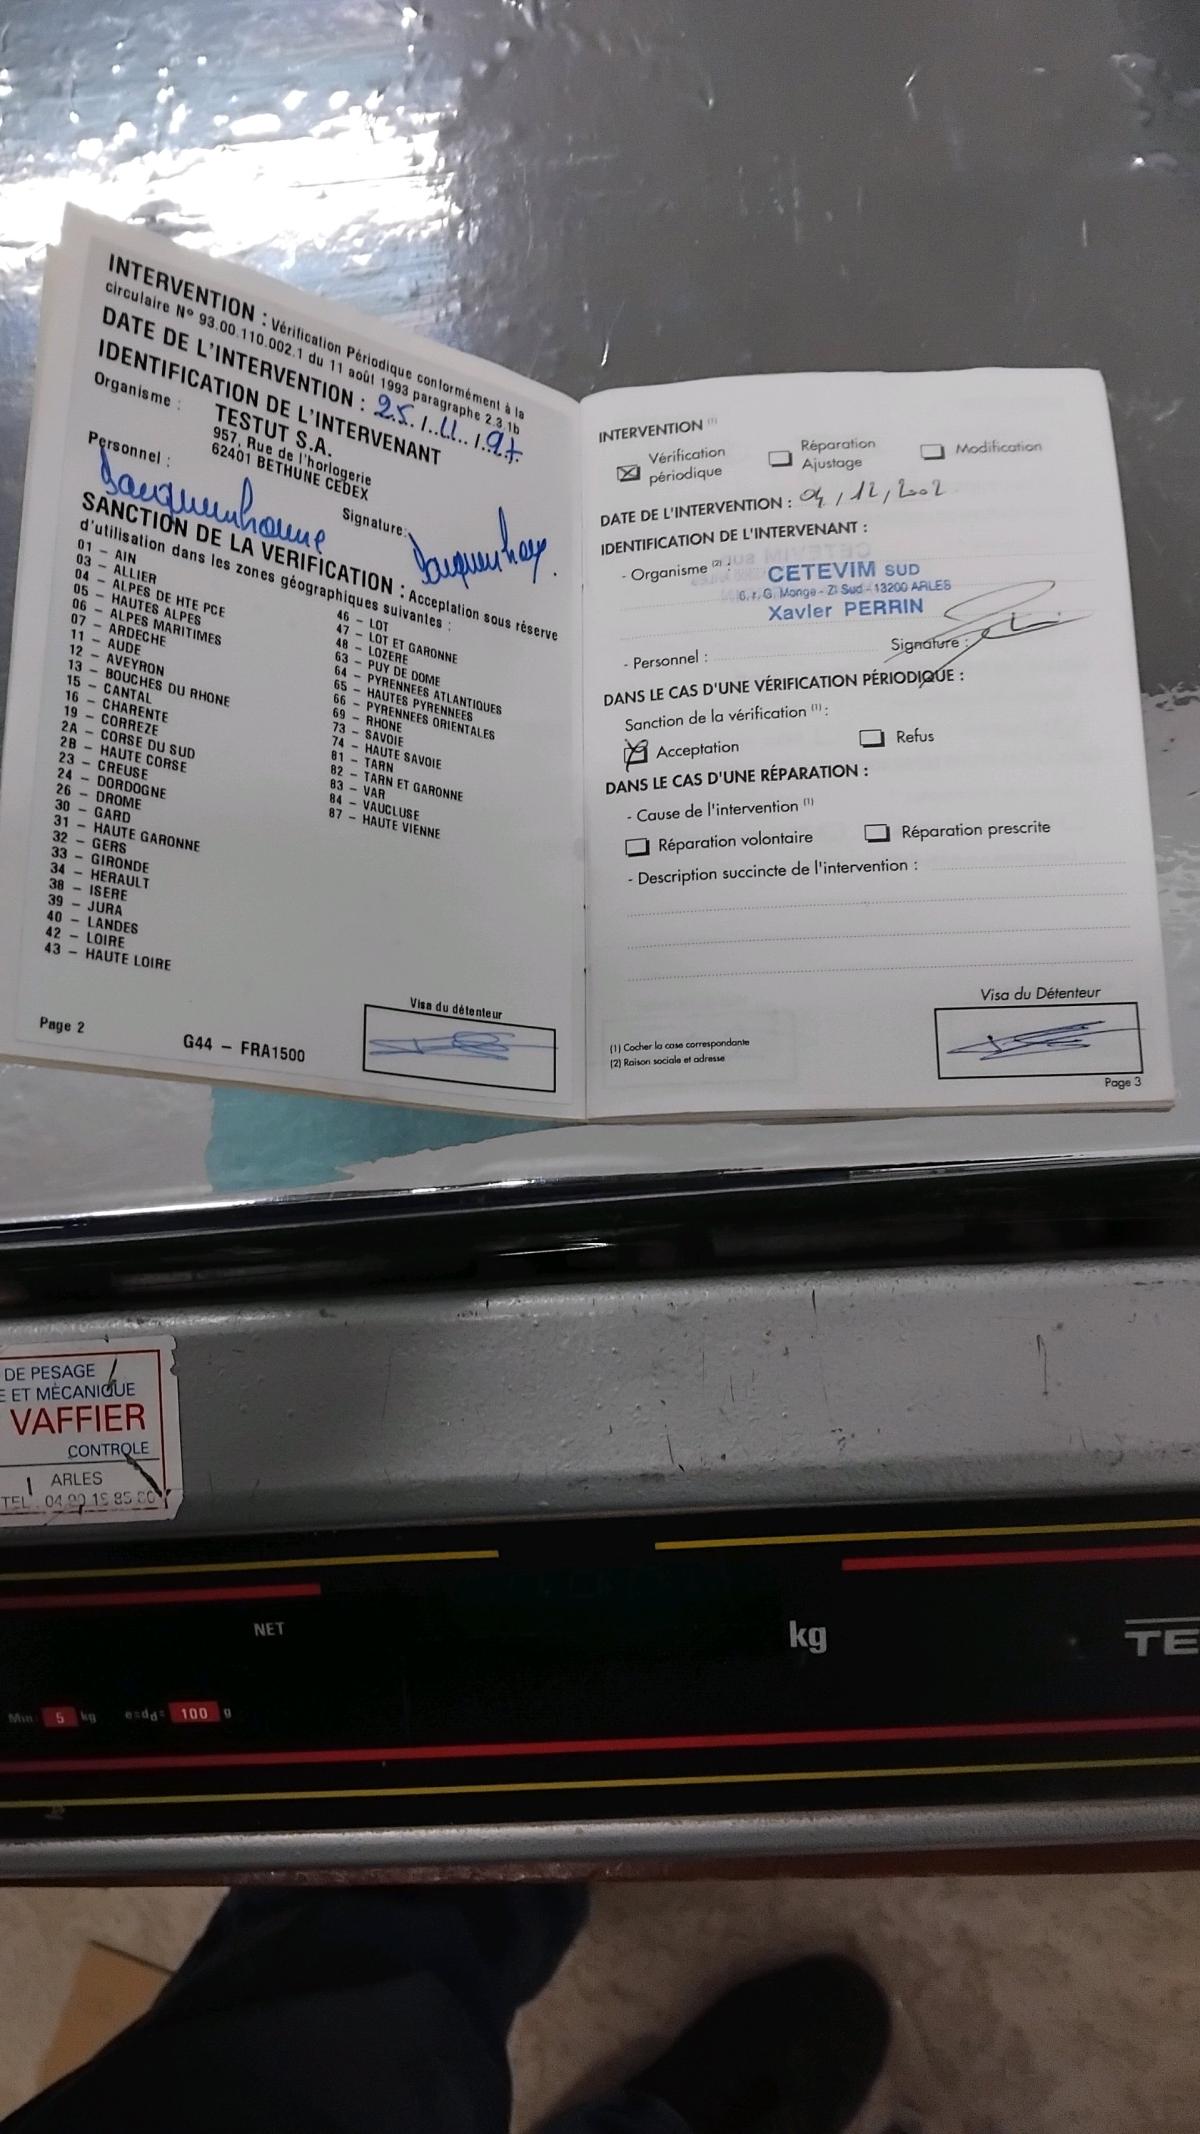 INTERVENTION : Vérification Périodique conformément à la
circulaire N° 93.00.110.002.1 du 11 août 1993 paragraphe 2.3.1b
DATE DE L'INTERVENTION : 25./.11../.97.
IDENTIFICATION DE L'INTERVENANT
Organisme :
TESTUT S.A.
957, Rue de l'horlogerie
62401 BETHUNE CEDEX
Personnel :
Signature:
SANCTION DE LA VERIFICATION : Acceptation sous réserve
d'utilisation dans les zones géographiques suivantes :
01 – AIN
03 – ALLIER
04 – ALPES DE HTE PCE
05 – HAUTES ALPES
06 – ALPES MARITIMES
07 – ARDECHE
11 – AUDE
12 – AVEYRON
13 – BOUCHES DU RHONE
15 – CANTAL
16 – CHARENTE
19 – CORREZE
2A – CORSE DU SUD
2B – HAUTE CORSE
23 – CREUSE
24 – DORDOGNE
26 – DROME
30 – GARD
31 – HAUTE GARONNE
32 – GERS
33 – GIRONDE
34 – HERAULT
38 – ISERE
39 – JURA
40 – LANDES
42 – LOIRE
43 – HAUTE LOIRE
46 – LOT
47 – LOT ET GARONNE
48 – LOZERE
63 – PUY DE DOME
64 – PYRENNEES ATLANTIQUES
65 – HAUTES PYRENNEES
66 – PYRENNEES ORIENTALES
69 – RHONE
73 – SAVOIE
74 – HAUTE SAVOIE
81 – TARN
82 – TARN ET GARONNE
83 – VAR
84 – VAUCLUSE
87 – HAUTE VIENNE
Visa du détenteur
Page 2
G44 – FRA1500
INTERVENTION (1)
Vérification périodique
Réparation Ajustage
Modification
DATE DE L'INTERVENTION : 04 / 12 / 2002
IDENTIFICATION DE L'INTERVENANT :
- Organisme (2) :
CETEVIM SUD
6, r. G. Monge - ZI Sud - 13200 ARLES
Xavier PERRIN
Signature :
- Personnel :
DANS LE CAS D'UNE VÉRIFICATION PÉRIODIQUE :
Sanction de la vérification (1) :
Acceptation
Refus
DANS LE CAS D'UNE RÉPARATION :
- Cause de l'intervention (1)
Réparation volontaire
Réparation prescrite
- Description succincte de l'intervention :
Visa du Détenteur
(1) Cocher la case correspondante
(2) Raison sociale et adresse
Page 3
DE PESAGE
E ET MÉCANIQUE
VAFFIER
CONTROLE
ARLES
TEL
NET
kg
TE
Min: 5 kg e=dd= 100 g